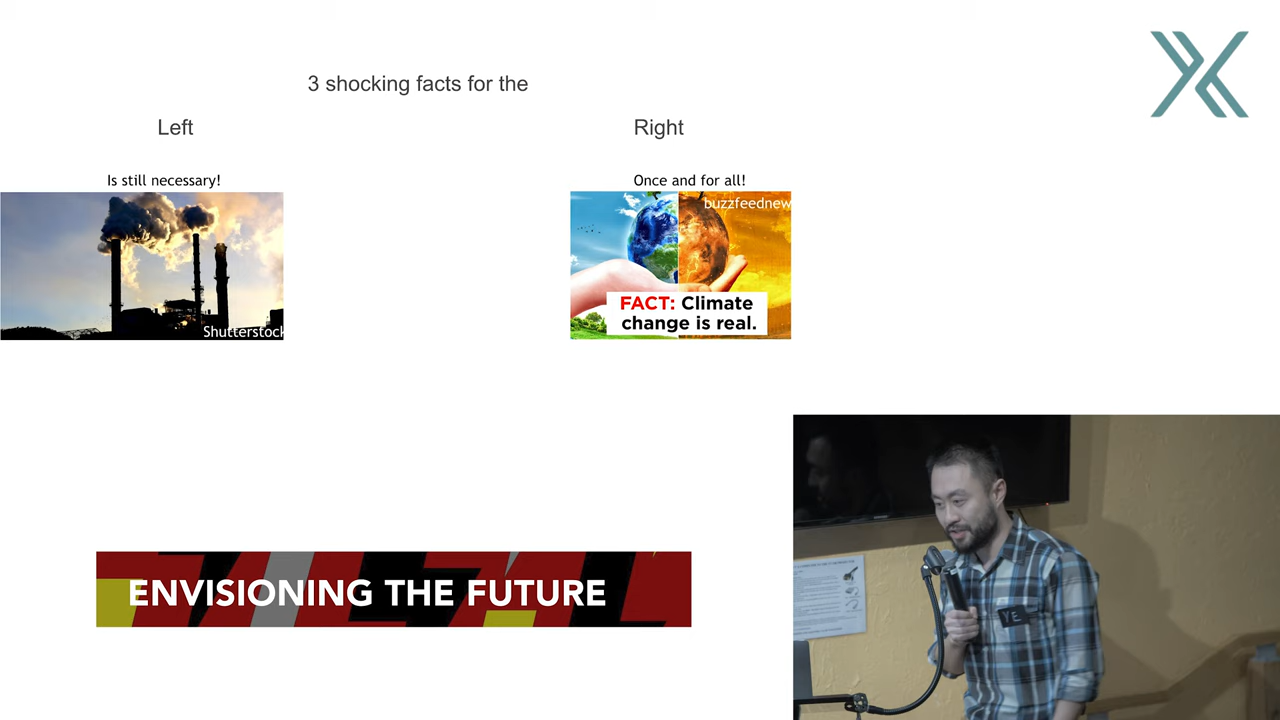 3 shocking facts for the
Left
Right
Is still necessary!
Once and for all!
buzzfeednew
FACT: Climate
change is real.
Shutterstock
ENVISIONING THE FUTURE
YE